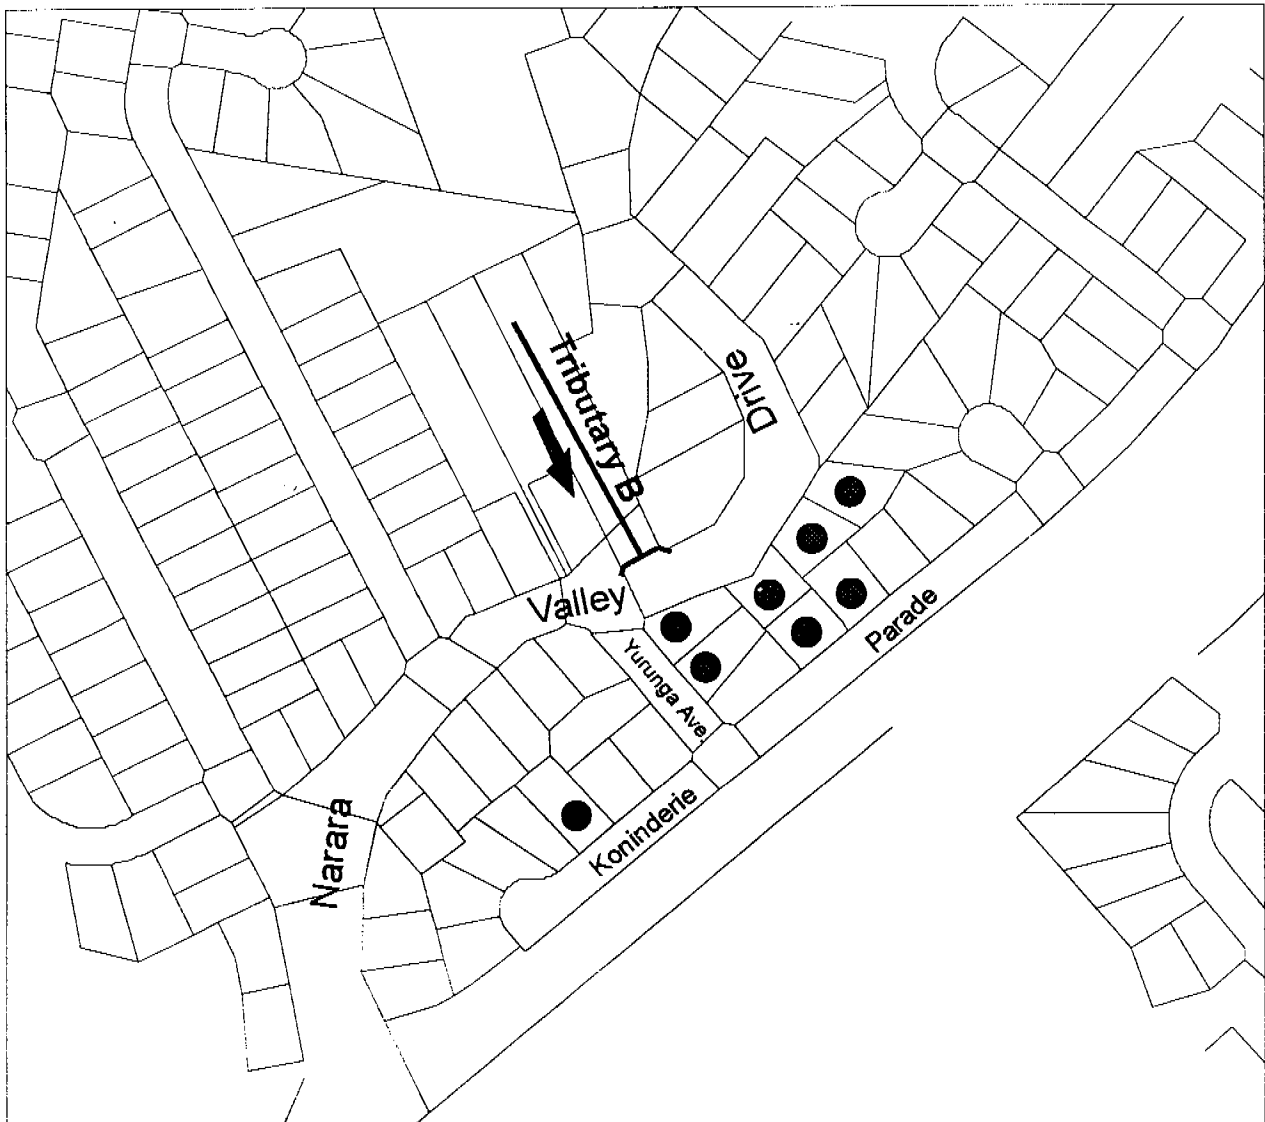 Tributary B
Drive
Valley
Yurunga Ave.
Parade
Koninderie
Narara